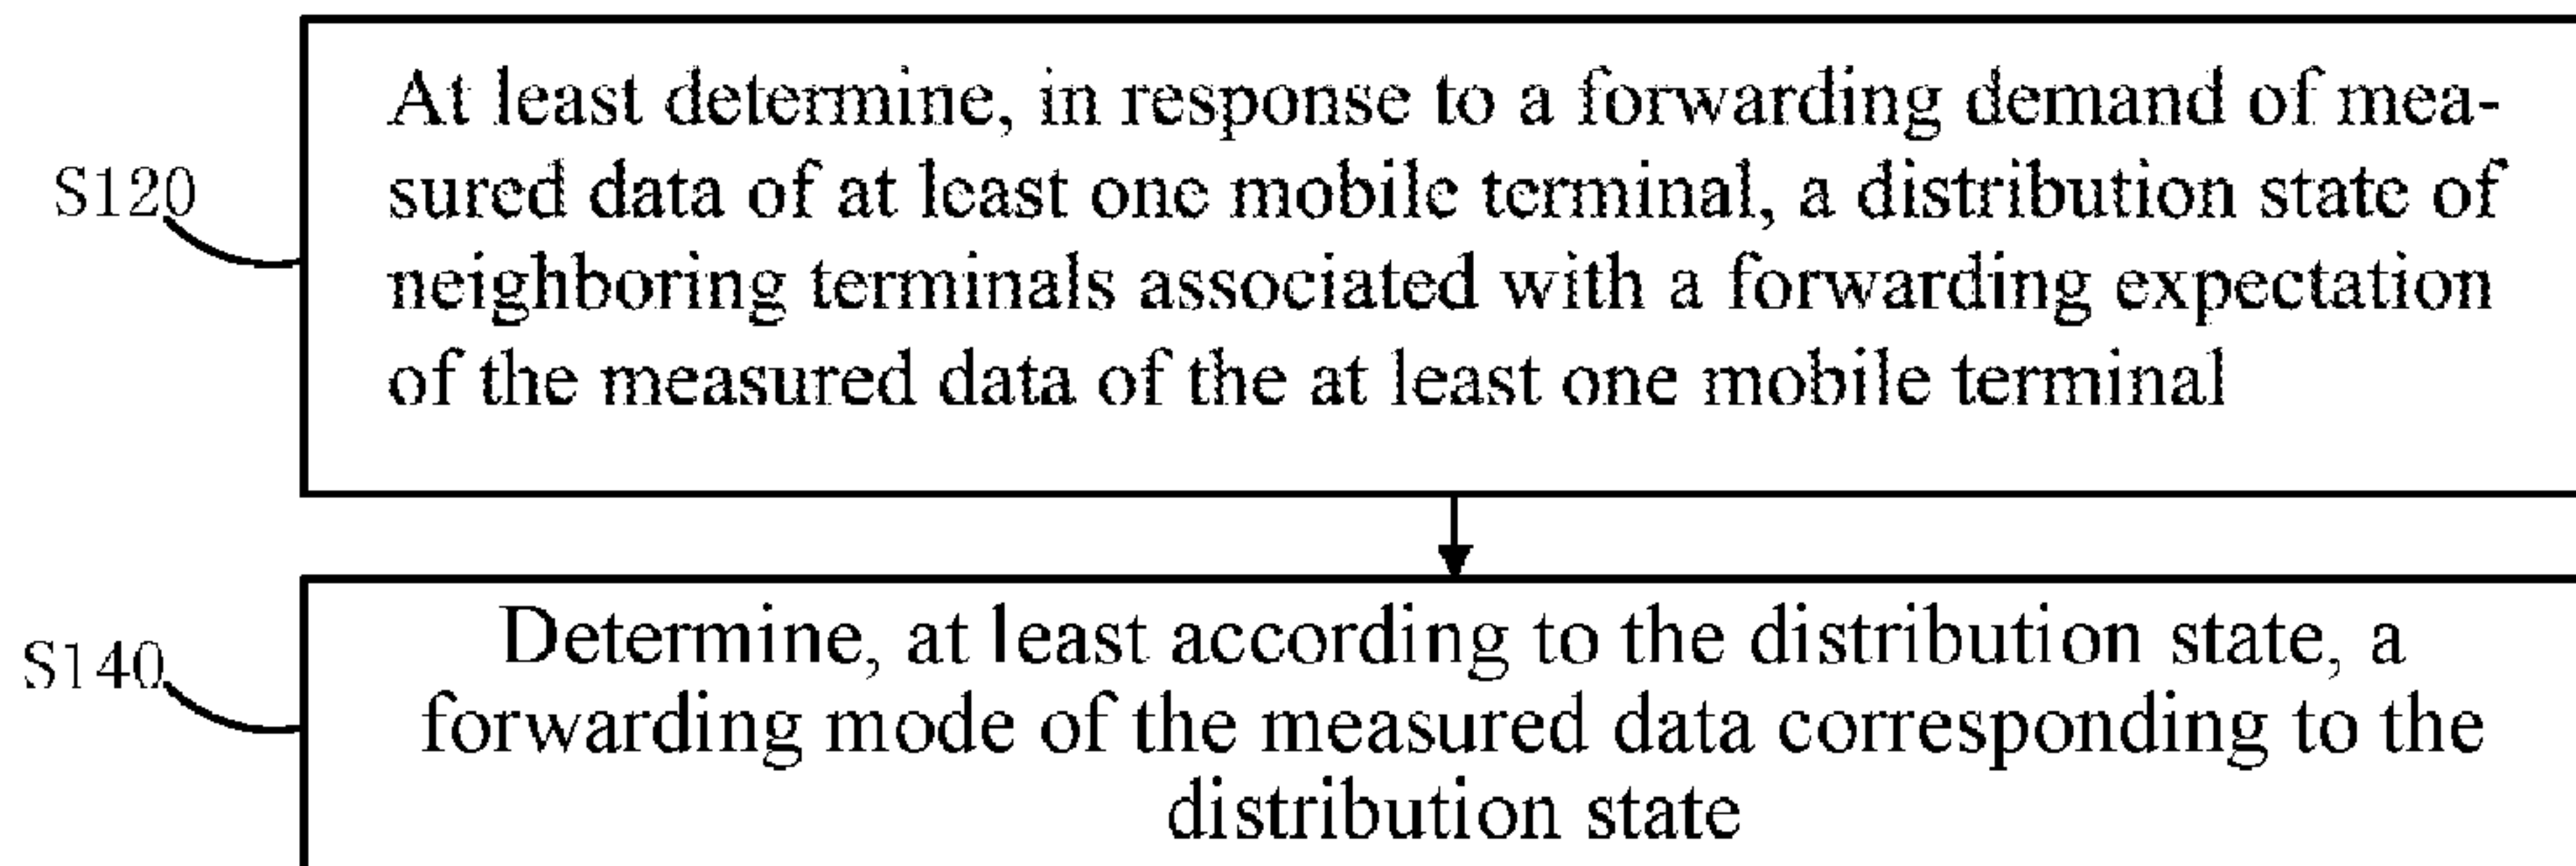 At least determine, in response to a forwarding demand of mea-
S120
sured data of at least one mobile terminal, a distribution state of
neighboring terminals associated with a forwarding expectation
of the measured data of the at least one mobile terminal
Determine, at least according to the distribution state, a
S140
forwarding mode of the measured data corresponding to the
distribution state